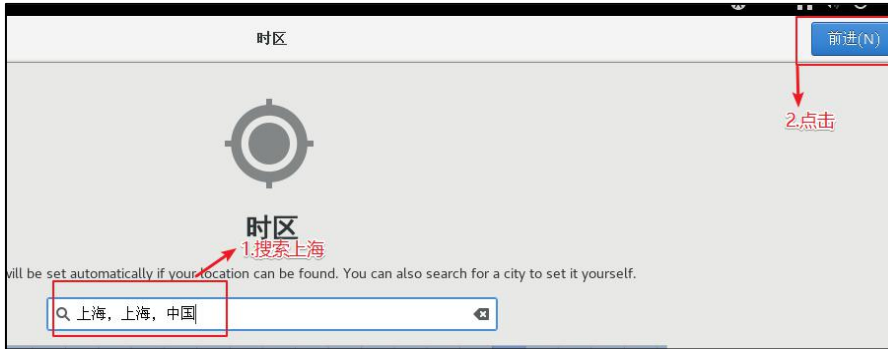 时区
前进(N)
2.点击
时区
1.搜索上海
will be set automatically if your location can be found. You can also search for a city to set it yourself.
上海，上海，中国